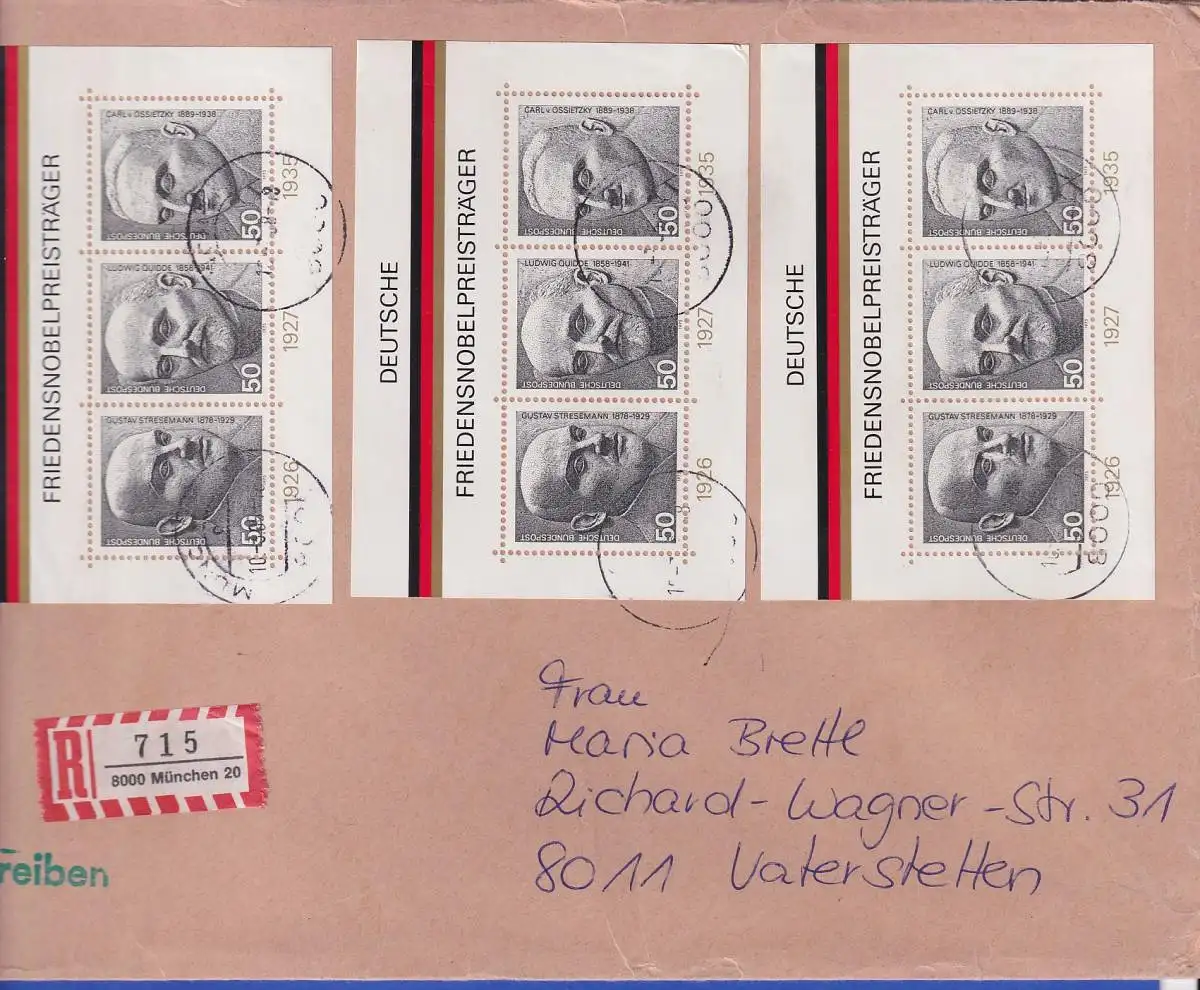 FRIEDENSNOBELPREISTRÄGER
CARL v. OSSIETZKY 1889-1938
50
DEUTSCHE BUNDESPOST
1935
LUDWIG QUIDDE 1858-1941
50
DEUTSCHE BUNDESPOST
1927
GUSTAV STRESEMANN 1878-1929
50
DEUTSCHE BUNDESPOST
1926
DEUTSCHE
FRIEDENSNOBELPREISTRÄGER
CARL v. OSSIETZKY 1889-1938
50
DEUTSCHE BUNDESPOST
1935
LUDWIG QUIDDE 1858-1941
50
DEUTSCHE BUNDESPOST
1927
GUSTAV STRESEMANN 1878-1929
50
DEUTSCHE BUNDESPOST
1926
8000
DEUTSCHE
FRIEDENSNOBELPREISTRÄGER
CARL v. OSSIETZKY 1889-1938
50
DEUTSCHE BUNDESPOST
1935
8000
LUDWIG QUIDDE 1858-1941
50
DEUTSCHE BUNDESPOST
1927
GUSTAV STRESEMANN 1878-1929
50
DEUTSCHE BUNDESPOST
1926
8000
Frau
Maria Brettl
Richard-Wagner-Str. 31
8011 Vaterstetten
R
715
8000 München 20
reiben